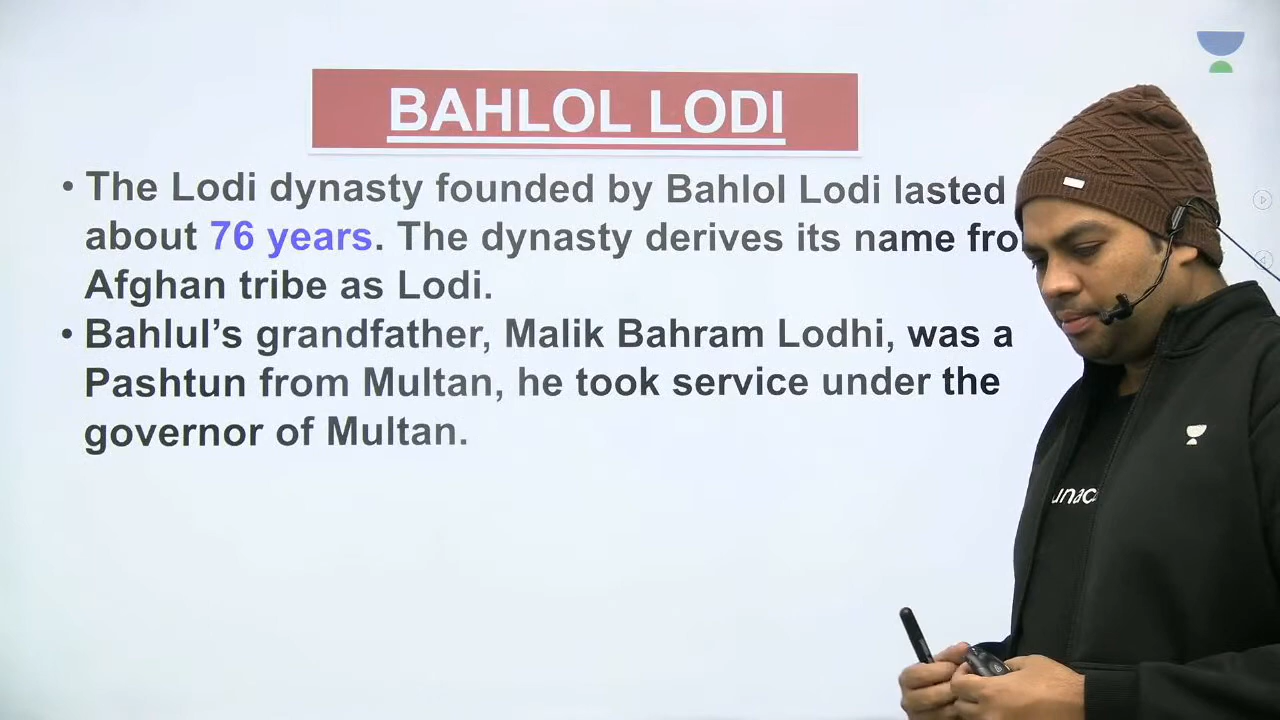 BAHLOL LODI
• The Lodi dynasty founded by Bahlol Lodi lasted
about 76 years. The dynasty derives its name fro
Afghan tribe as Lodi.
• Bahlul’s grandfather, Malik Bahram Lodhi, was a
Pashtun from Multan, he took service under the
governor of Multan.
unac